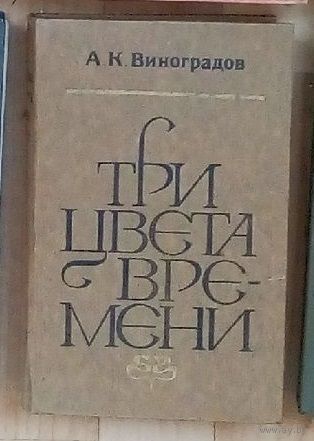 А. К. Виноградов
ТРИ
ЦВЕТА
ВРЕ-
МЕНИ